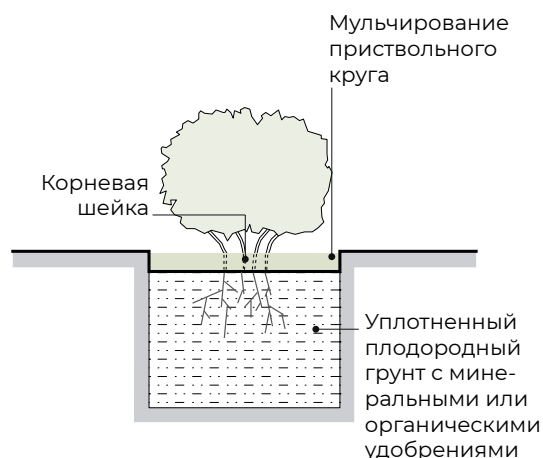 Мульчирование
приствольного
круга
Корневая
шейка
Уплотненный
плодородный
грунт с мине-
ральными или
органическими
удобрениями